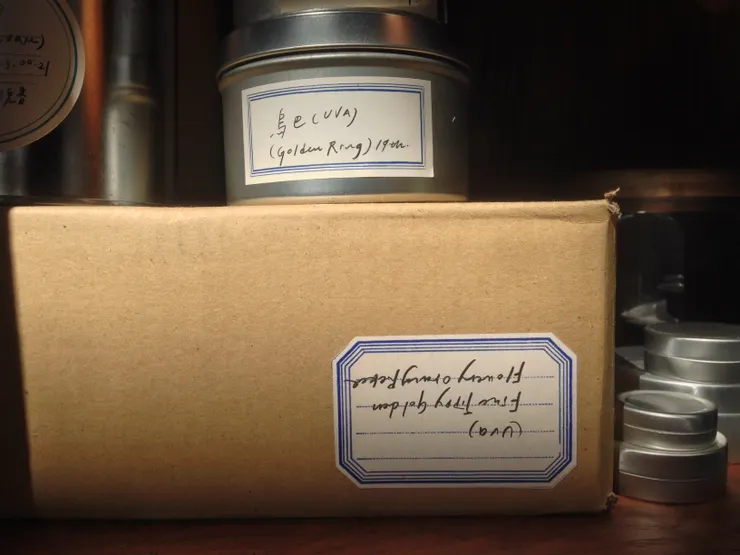 烏巴(UVA)
(Golden Ring)
(Uva)
Fine Tippy golden
Flowery Orange Pekoe